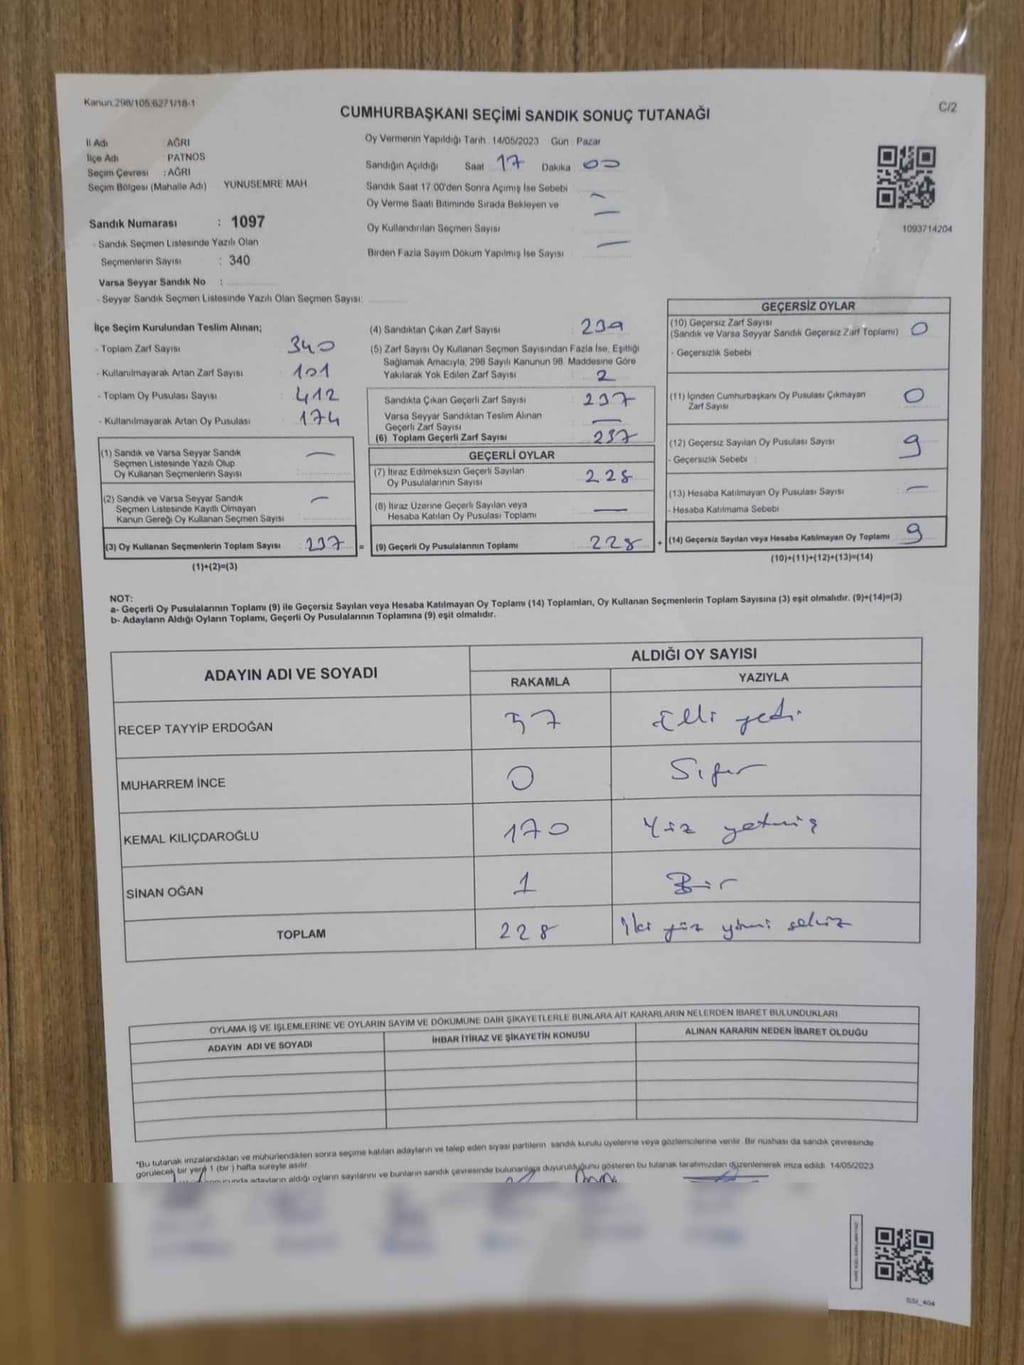 Kanun:298/105;6271/18-1
C/2
CUMHURBAŞKANI SEÇİMİ SANDIK SONUÇ TUTANAĞI
İl Adı AĞRI
İlçe Adı PATNOS
Seçim Çevresi : AĞRI
Seçim Bölgesi (Mahalle Adı) YUNUSEMRE MAH
Sandık Numarası : 1097
- Sandık Seçmen Listesinde Yazılı Olan
Seçmenlerin Sayısı : 340
Varsa Seyyar Sandık No :
- Seyyar Sandık Seçmen Listesinde Yazılı Olan Seçmen Sayısı:
Oy Vermenin Yapıldığı Tarih : 14/05/2023 Gün : Pazar
Sandığın Açıldığı Saat 17 Dakika 00
Sandık Saat 17:00'den Sonra Açımış İse Sebebi
Oy Verme Saati Bitiminde Sırada Bekleyen ve
Oy Kullandırılan Seçmen Sayısı
Birden Fazla Sayım Döküm Yapılmış İse Sayısı
1093714204
İlçe Seçim Kurulundan Teslim Alınan;
- Toplam Zarf Sayısı 340
- Kullanılmayarak Artan Zarf Sayısı 101
- Toplam Oy Pusulası Sayısı 412
- Kullanılmayarak Artan Oy Pusulası 174
(1) Sandık ve Varsa Seyyar Sandık
Seçmen Listesinde Yazılı Olup
Oy Kullanan Seçmenlerin Sayısı
(2) Sandık ve Varsa Seyyar Sandık
Seçmen Listesinde Kayıtlı Olmayan
Kanun Gereği Oy Kullanan Seçmen Sayısı
(3) Oy Kullanan Seçmenlerin Toplam Sayısı 237 =
(1)+(2)=(3)
(4) Sandıktan Çıkan Zarf Sayısı 239
(5) Zarf Sayısı Oy Kullanan Seçmen Sayısından Fazla İse, Eşitliği
Sağlamak Amacıyla, 298 Sayılı Kanunun 98. Maddesine Göre
Yakılarak Yok Edilen Zarf Sayısı 2
Sandıkta Çıkan Geçerli Zarf Sayısı 237
Varsa Seyyar Sandıktan Teslim Alınan
Geçerli Zarf Sayısı
(6) Toplam Geçerli Zarf Sayısı 237
GEÇERLİ OYLAR
(7) İtiraz Edilmeksizin Geçerli Sayılan
Oy Pusulalarının Sayısı 228
(8) İtiraz Üzerine Geçerli Sayılan veya
Hesaba Katılan Oy Pusulası Toplamı
(9) Geçerli Oy Pusulalarının Toplamı 228 +
GEÇERSİZ OYLAR
(10) Geçersiz Zarf Sayısı
(Sandık ve Varsa Seyyar Sandık Geçersiz Zarf Toplamı) 0
- Geçersizlik Sebebi
(11) İçinden Cumhurbaşkanı Oy Pusulası Çıkmayan
Zarf Sayısı 0
(12) Geçersiz Sayılan Oy Pusulası Sayısı 9
- Geçersizlik Sebebi :
(13) Hesaba Katılmayan Oy Pusulası Sayısı
- Hesaba Katılmama Sebebi
(14) Geçersiz Sayılan veya Hesaba Katılmayan Oy Toplamı 9
(10)+(11)+(12)+(13)=(14)
NOT:
a- Geçerli Oy Pusulalarının Toplamı (9) ile Geçersiz Sayılan veya Hesaba Katılmayan Oy Toplamı (14) Toplamları, Oy Kullanan Seçmenlerin Toplam Sayısına (3) eşit olmalıdır. (9)+(14)=(3)
b- Adayların Aldığı Oyların Toplamı, Geçerli Oy Pusulalarının Toplamına (9) eşit olmalıdır.
ADAYIN ADI VE SOYADI ALDIĞI OY SAYISI
RAKAMLA YAZIYLA
RECEP TAYYİP ERDOĞAN 57 Elli yedi
MUHARREM İNCE 0 Sıfır
KEMAL KILIÇDAROĞLU 170 Yüz yetmiş
SİNAN OĞAN 1 Bir
TOPLAM 228 İki yüz yirmi sekiz
OYLAMA İŞ VE İŞLEMLERİNE VE OYLARIN SAYIM VE DÖKÜMÜNE DAİR ŞİKAYETLERLE BUNLARA AİT KARARLARIN NELERDEN İBARET BULUNDUKLARI
ADAYIN ADI VE SOYADI İHBAR İTİRAZ VE ŞİKAYETİN KONUSU ALINAN KARARIN NEDEN İBARET OLDUĞU
*Bu tutanak imzalandıktan ve mühürlendikten sonra seçime katılan adayların ve talep eden siyasi partilerin sandık kurulu üyelerine veya gözlemcilerine verilir. Bir nüshası da sandık çevresinde
görülecek bir yere 1 (bir ) hafta süreyle asılır.
adayların aldığı oyların sayılarını ve bunların sandık çevresinde bulunanlara duyurulduğunu gösteren bu tutanak tarafımızdan düzenlenerek imza edildi. 14/05/2023
SSI_404